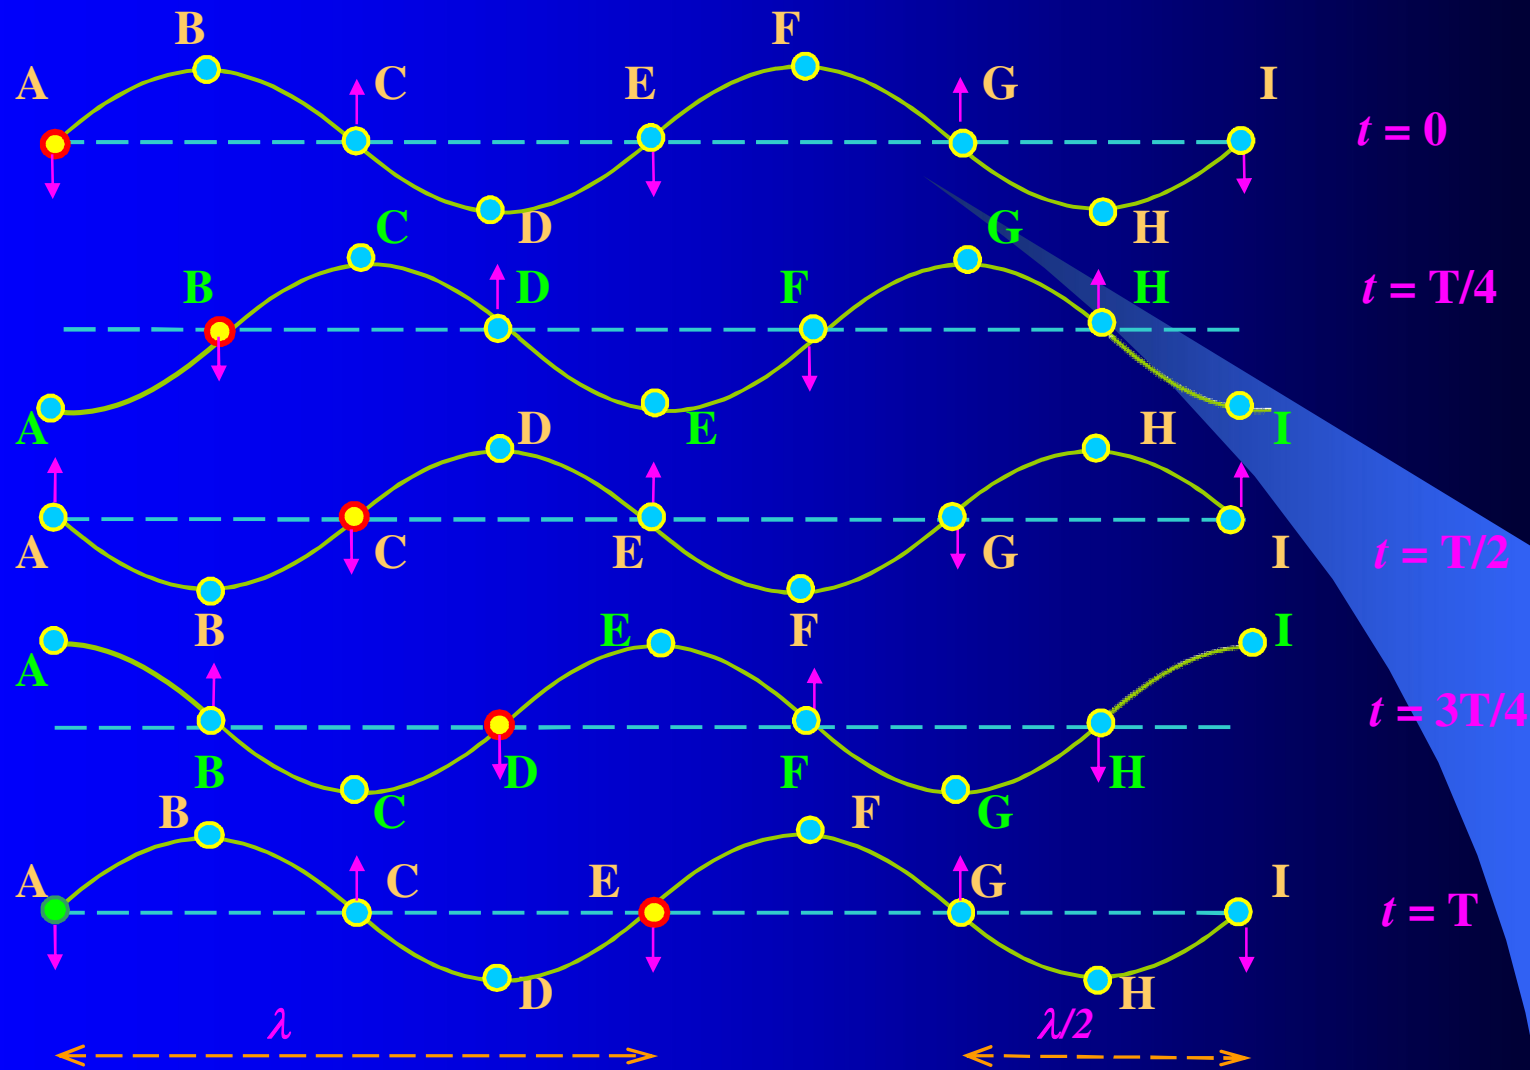 B F
A C E G I
t = 0
D H
C G
B D F H
t = T/4
A E I
D H
A C E G I
t = T/2
B F
E I
A
t = 3T/4
B D F H
C G
B F
A C E G I
t = T
D H
λ λ/2